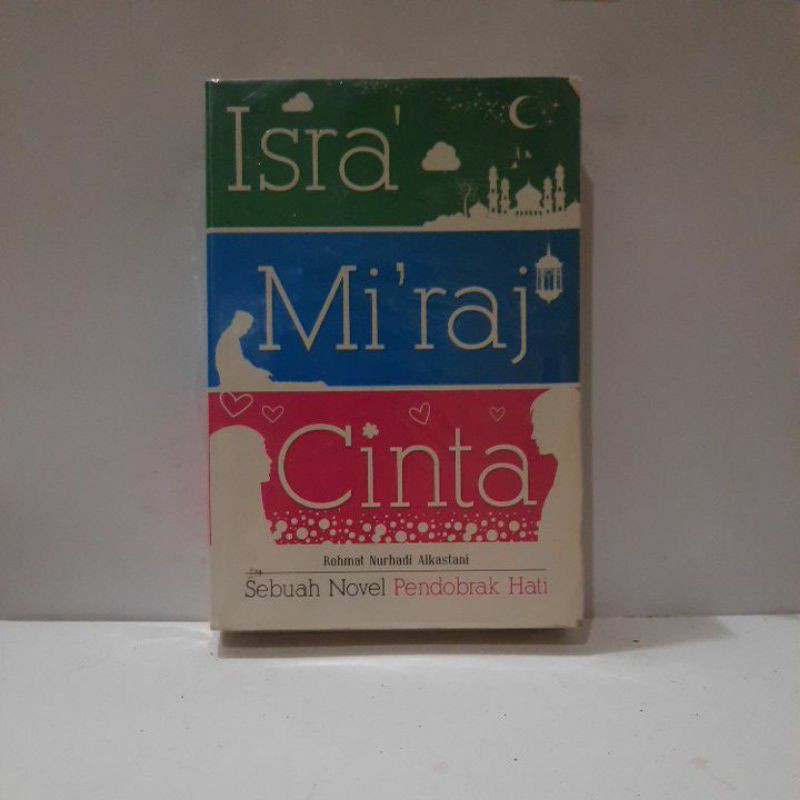 Isra'
Mi'raj
Cinta
Rohmat Nurhadi Alkastani
Sebuah Novel Pendobrak Hati